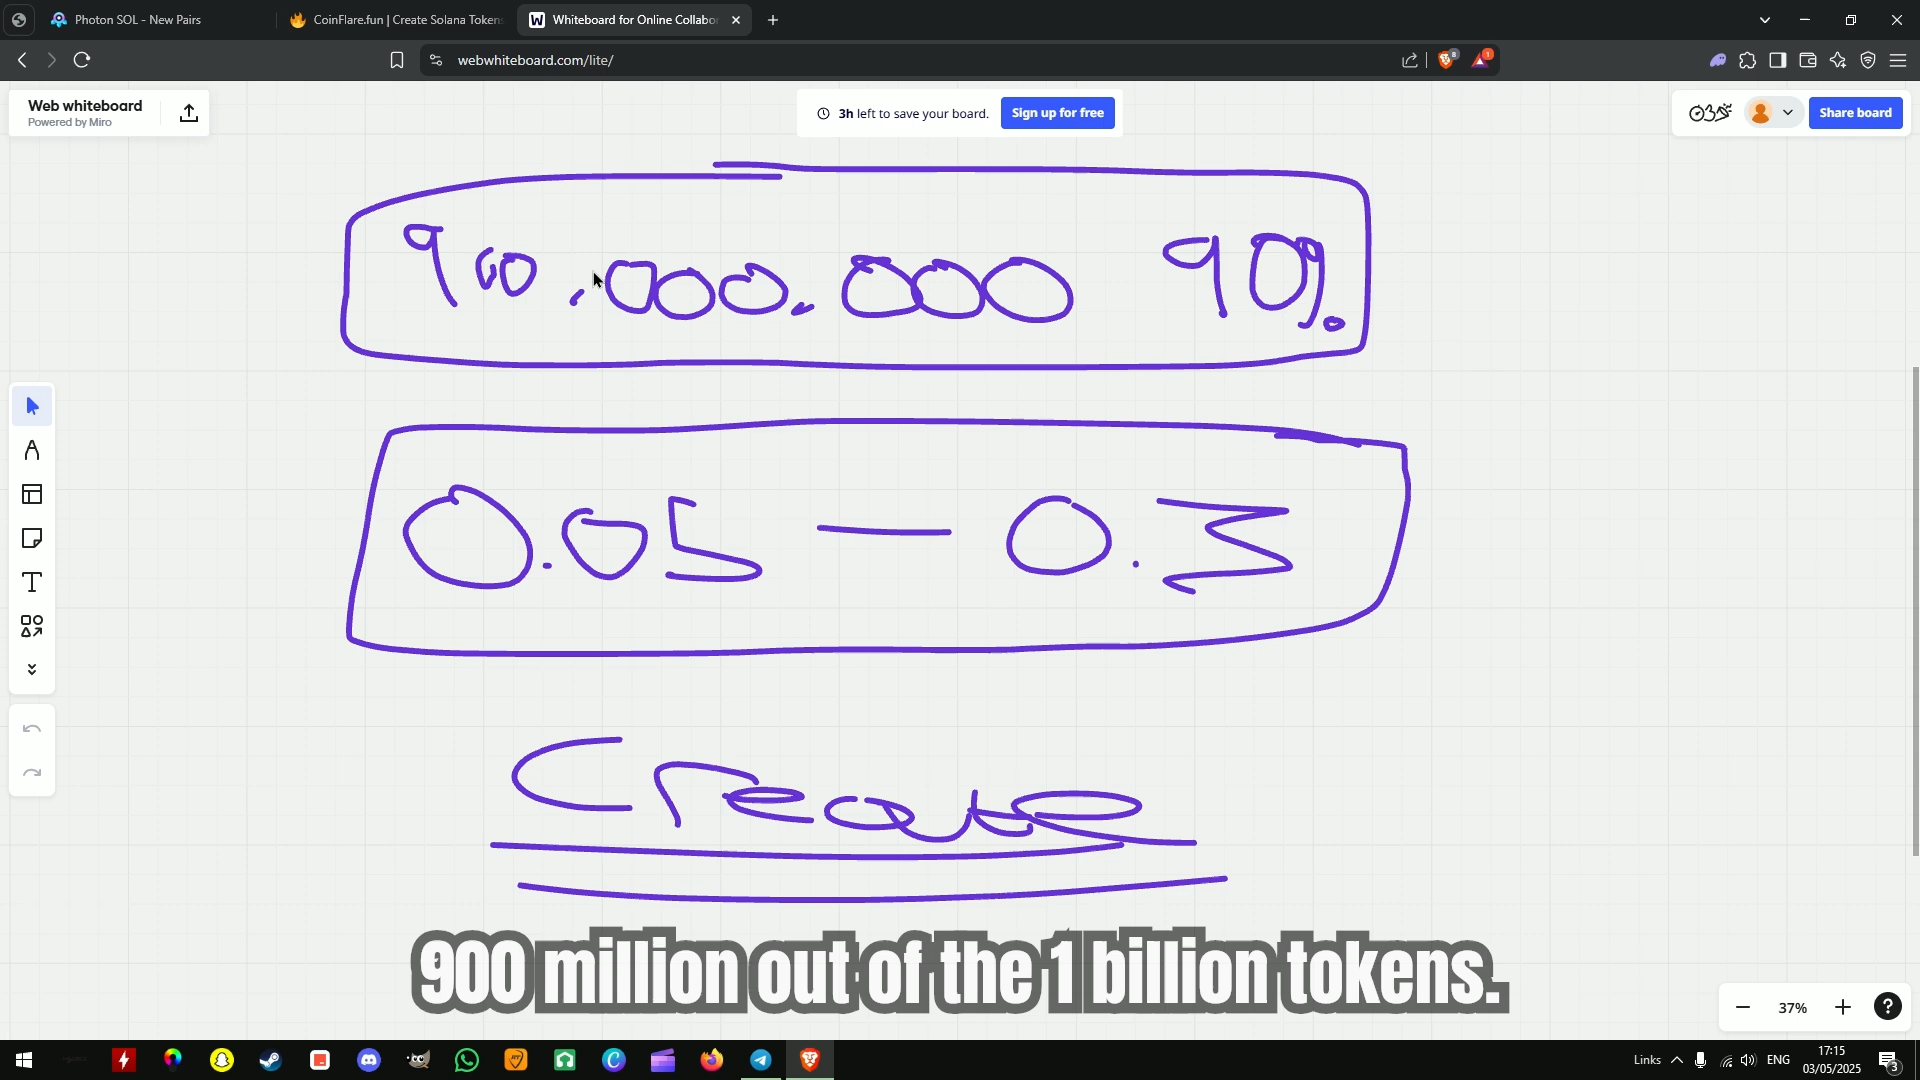 Photon SOL - New Pairs
CoinFlare.fun | Create Solana Token
Whiteboard for Online Collabo
webwhiteboard.com/lite/
8
1
Web whiteboard
Powered by Miro
3h left to save your board.
Sign up for free
Share board
900.000.000 90%
0.05 — 0.3
Create
900 million out of the 1 billion tokens.
37%
?
Links
ENG
17:15
03/05/2025
3